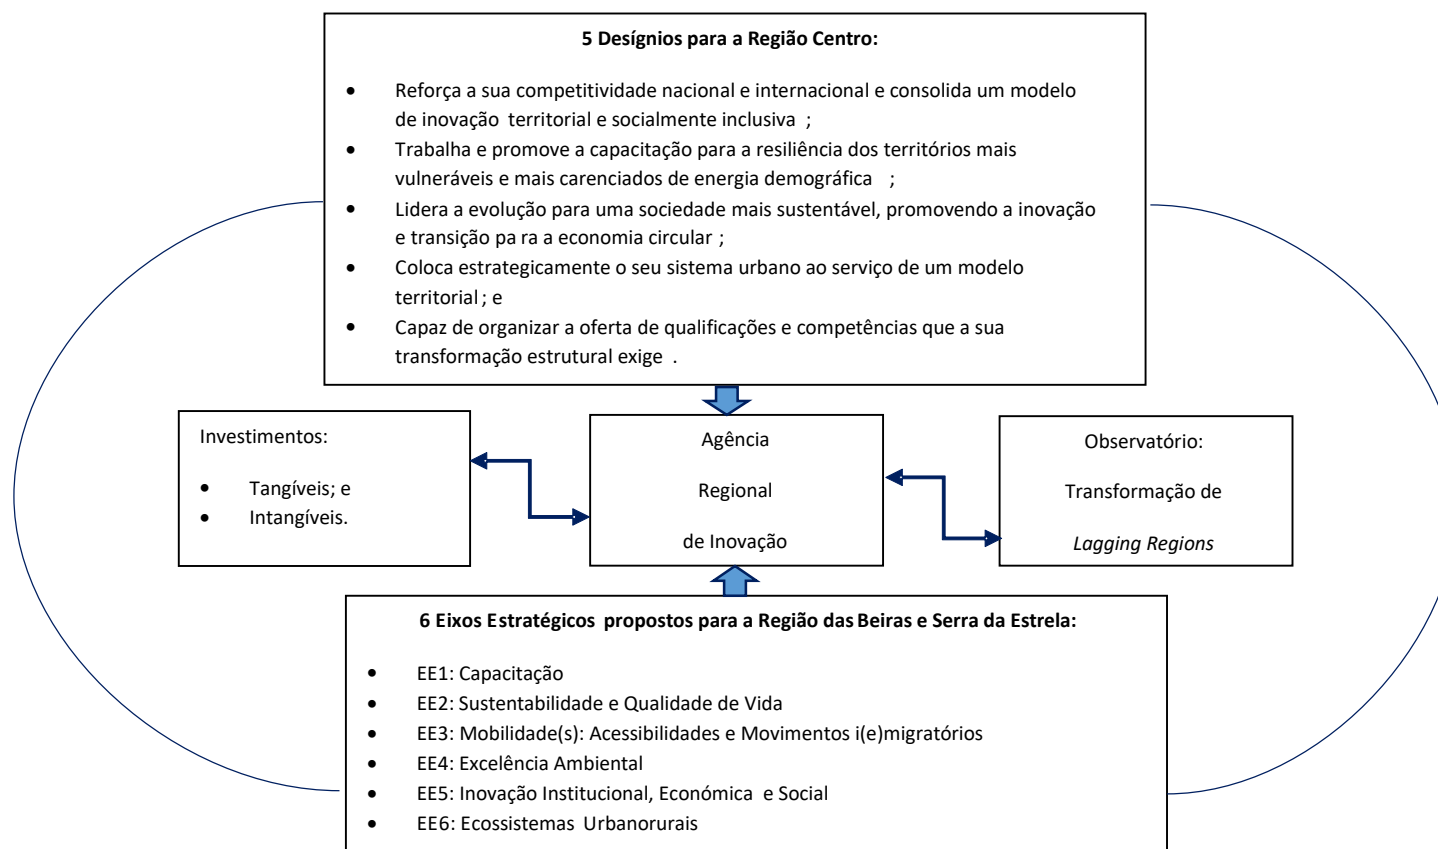 5 Desígnios para a Região Centro:
• Reforça a sua competitividade nacional e internacional e consolida um modelo
de inovação territorial e socialmente inclusiva ;
• Trabalha e promove a capacitação para a resiliência dos territórios mais
vulneráveis e mais carenciados de energia demográfica ;
• Lidera a evolução para uma sociedade mais sustentável, promovendo a inovação
e transição pa ra a economia circular ;
• Coloca estrategicamente o seu sistema urbano ao serviço de um modelo
territorial ; e
• Capaz de organizar a oferta de qualificações e competências que a sua
transformação estrutural exige .
Investimentos:
• Tangíveis; e
• Intangíveis.
Agência
Regional
de Inovação
Observatório:
Transformação de
Lagging Regions
6 Eixos Estratégicos propostos para a Região das Beiras e Serra da Estrela:
• EE1: Capacitação
• EE2: Sustentabilidade e Qualidade de Vida
• EE3: Mobilidade(s): Acessibilidades e Movimentos i(e)migratórios
• EE4: Excelência Ambiental
• EE5: Inovação Institucional, Económica e Social
• EE6: Ecossistemas Urbanorurais